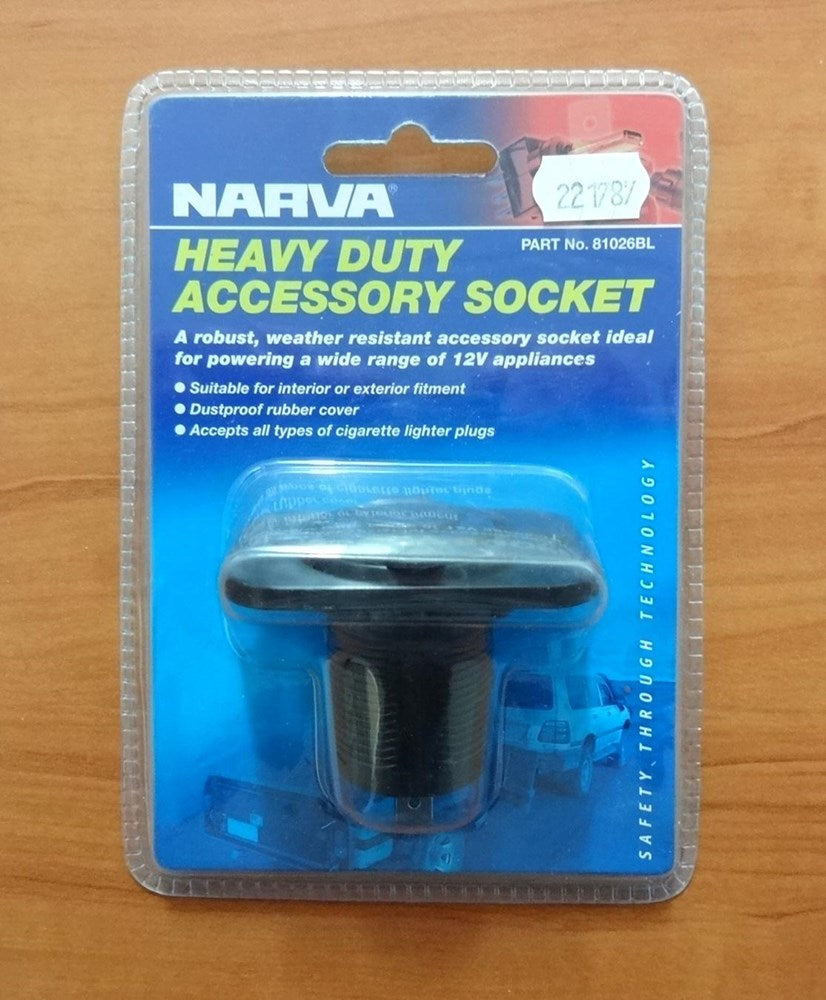 NARVA®
221787
PART No. 81026BL
HEAVY DUTY
ACCESSORY SOCKET
A robust, weather resistant accessory socket ideal
for powering a wide range of 12V appliances
● Suitable for interior or exterior fitment
● Dustproof rubber cover
● Accepts all types of cigarette lighter plugs
SAFETY THROUGH TECHNOLOGY